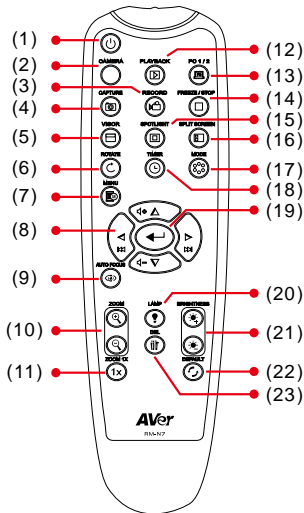 (1)
(2)
(3)
(4)
(5)
(6)
(7)
(8)
(9)
(10)
(11)
CAMERA PLAYBACK PC 1 / 2
CAPTURE RECORD FREEZE / STOP
VISOR SPOTLIGHT SPLIT SCREEN
ROTATE TIMER MODE
MENU
AUTO FOCUS
ZOOM LAMP BRIGHTNESS
ZOOM 1X DEL DEFAULT
1x
AVer
RM-N7
(12)
(13)
(14)
(15)
(16)
(17)
(18)
(19)
(20)
(21)
(22)
(23)